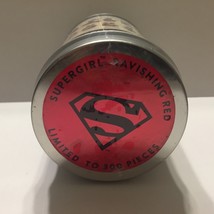 SUPERGIRL RAVISHING RED
S
LIMITED TO 300 PIECES